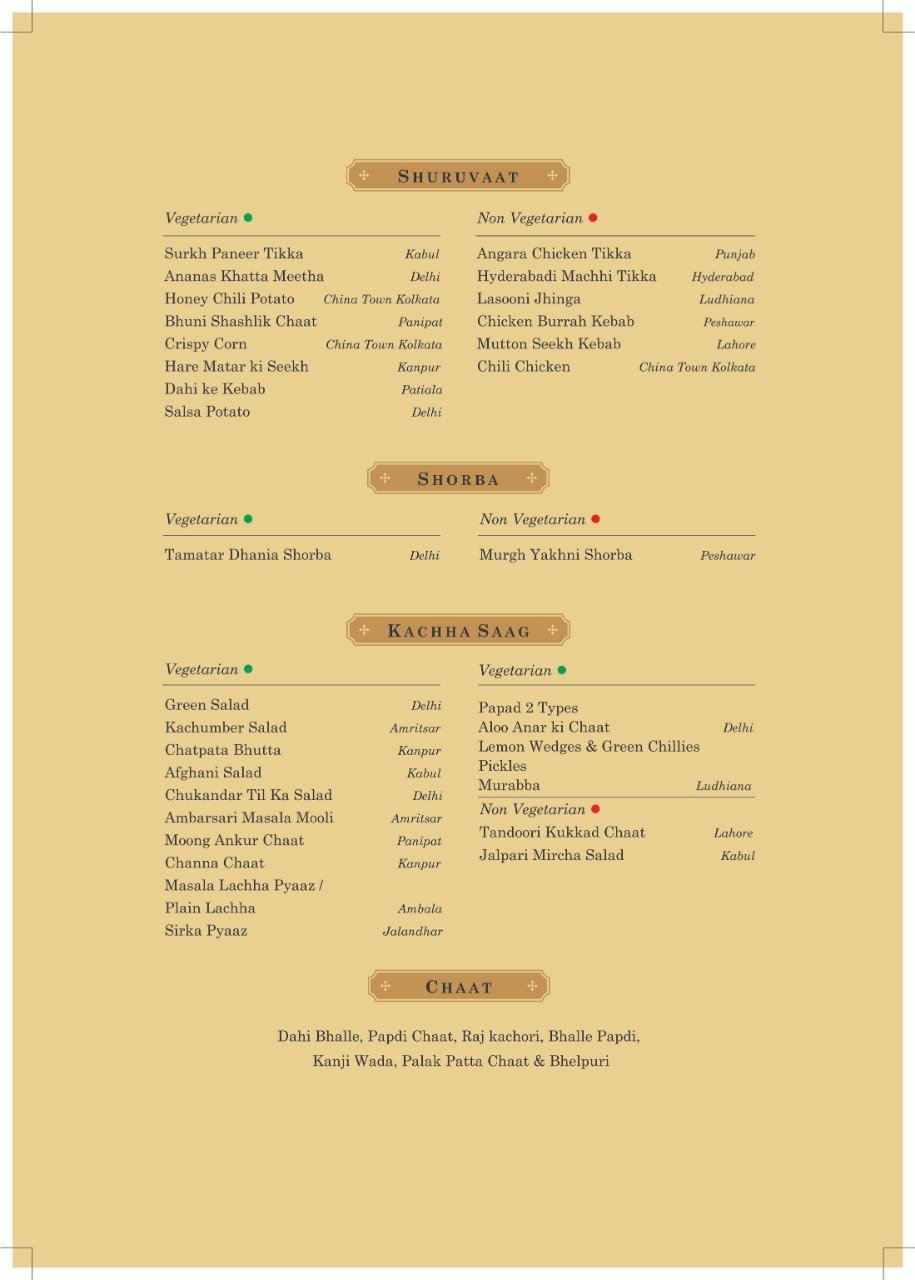 SHURUVAAT
Vegetarian
Surkh Paneer Tikka Kabul
Ananas Khatta Meetha Delhi
Honey Chili Potato China Town Kolkata
Bhuni Shashlik Chaat Panipat
Crispy Corn China Town Kolkata
Hare Matar ki Seekh Kanpur
Dahi ke Kebab Patiala
Salsa Potato Delhi
Non Vegetarian
Angara Chicken Tikka Punjab
Hyderabadi Machhi Tikka Hyderabad
Lasooni Jhinga Ludhiana
Chicken Burrah Kebab Peshawar
Mutton Seekh Kebab Lahore
Chili Chicken China Town Kolkata
SHORBA
Vegetarian
Tamatar Dhania Shorba Delhi
Non Vegetarian
Murgh Yakhni Shorba Peshawar
KACHHA SAAG
Vegetarian
Green Salad Delhi
Kachumber Salad Amritsar
Chatpata Bhutta Kanpur
Afghani Salad Kabul
Chukandar Til Ka Salad Delhi
Ambarsari Masala Mooli Amritsar
Moong Ankur Chaat Panipat
Channa Chaat Kanpur
Masala Lachha Pyaaz /
Plain Lachha Ambala
Sirka Pyaaz Jalandhar
Vegetarian
Papad 2 Types
Aloo Anar ki Chaat Delhi
Lemon Wedges & Green Chillies
Pickles
Murabba Ludhiana
Non Vegetarian
Tandoori Kukkad Chaat Lahore
Jalpari Mircha Salad Kabul
CHAAT
Dahi Bhalle, Papdi Chaat, Raj kachori, Bhalle Papdi,
Kanji Wada, Palak Patta Chaat & Bhelpuri